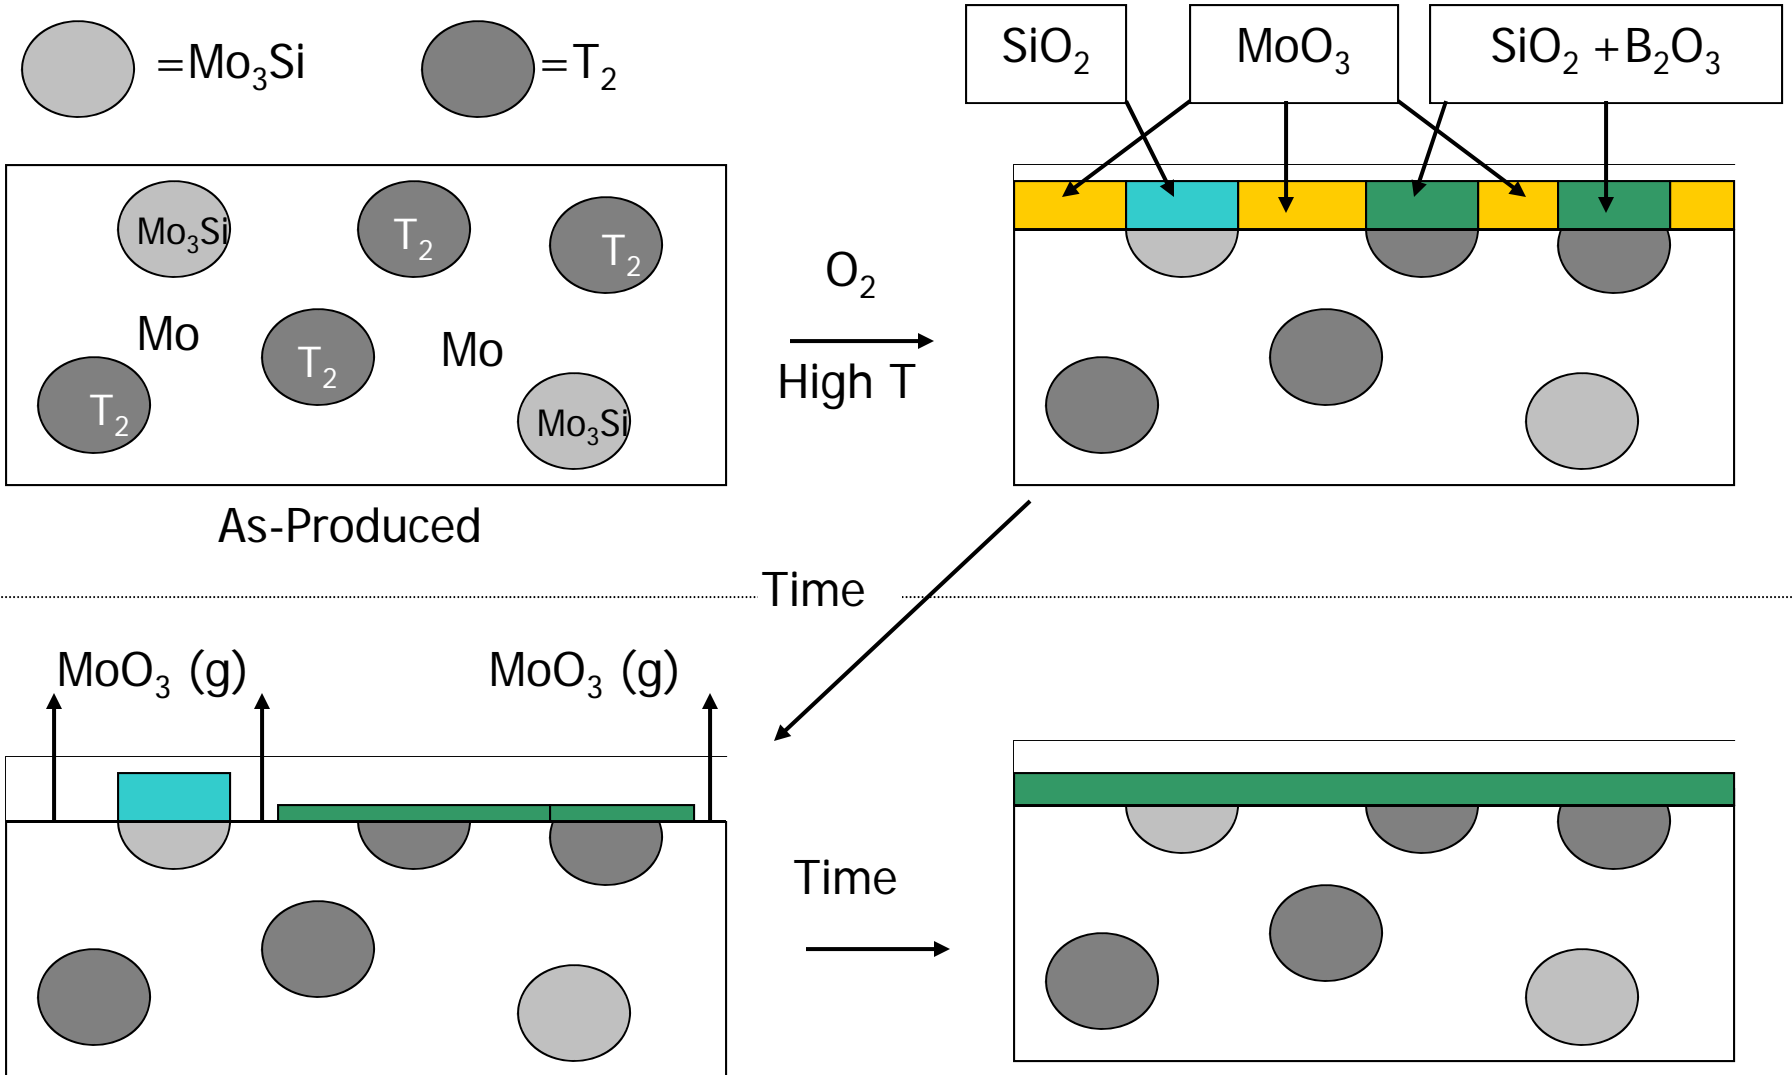 =Mo₃Si
=T₂
SiO₂
MoO₃
SiO₂ +B₂O₃
Mo₃Si
T₂
T₂
Mo
T₂
Mo
T₂
Mo₃Si
As-Produced
O₂
High T
Time
MoO₃ (g)
MoO₃ (g)
Time